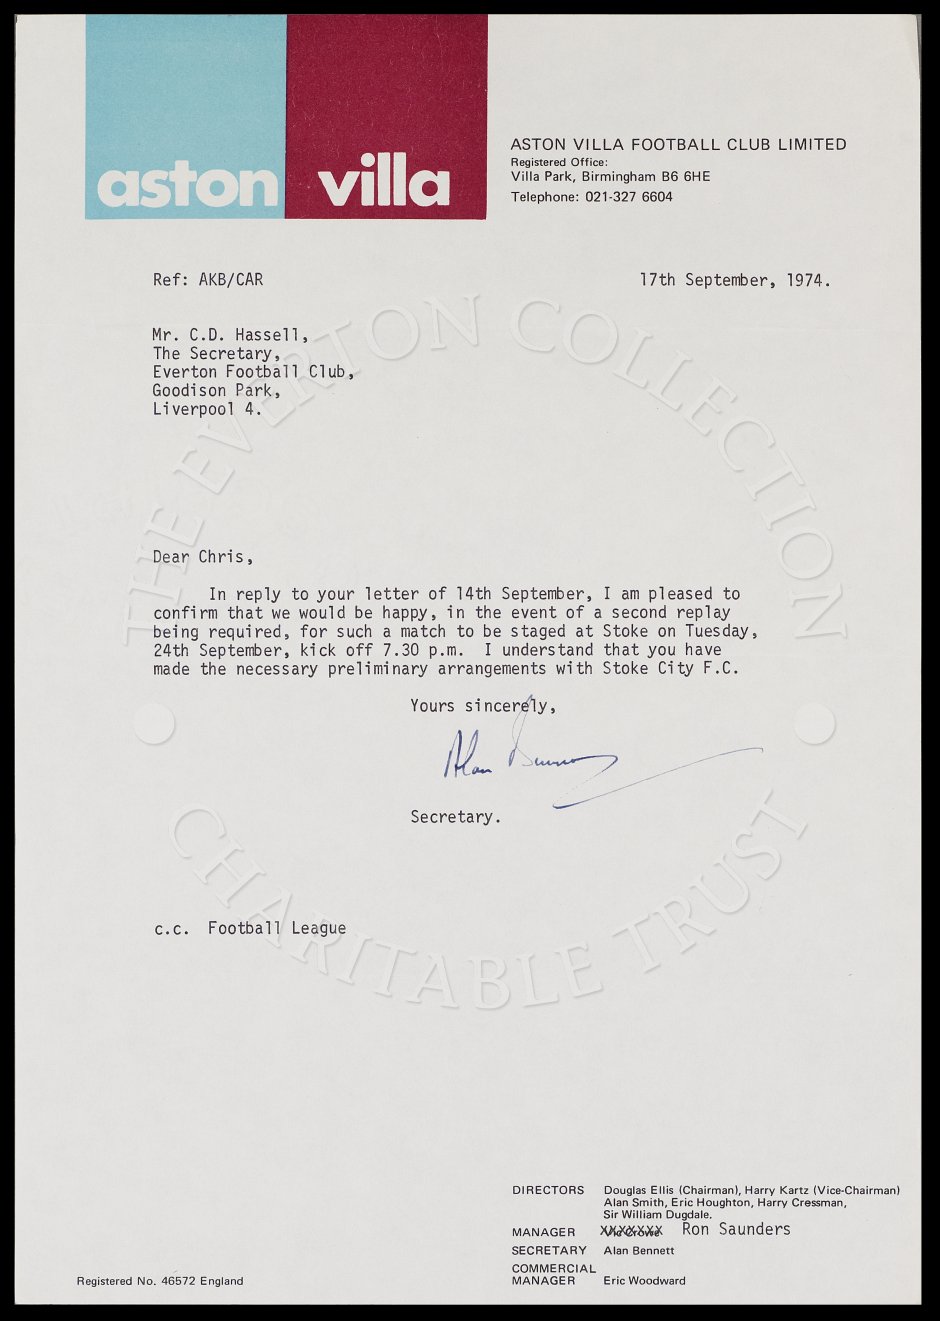 aston villa
ASTON VILLA FOOTBALL CLUB LIMITED
Registered Office:
Villa Park, Birmingham B6 6HE
Telephone: 021-327 6604
Ref: AKB/CAR
17th September, 1974.
Mr. C.D. Hassell,
The Secretary,
Everton Football Club,
Goodison Park,
Liverpool 4.
THE EVERTON COLLECTION
Dear Chris,
In reply to your letter of 14th September, I am pleased to
confirm that we would be happy, in the event of a second replay
being required, for such a match to be staged at Stoke on Tuesday,
24th September, kick off 7.30 p.m. I understand that you have
made the necessary preliminary arrangements with Stoke City F.C.
Yours sincerely,
Alan Bennett
Secretary.
CHARITABLE TRUST
c.c. Football League
DIRECTORS Douglas Ellis (Chairman), Harry Kartz (Vice-Chairman)
Alan Smith, Eric Houghton, Harry Cressman,
Sir William Dugdale.
MANAGER Vic Crowe Ron Saunders
SECRETARY Alan Bennett
COMMERCIAL
MANAGER Eric Woodward
Registered No. 46572 England